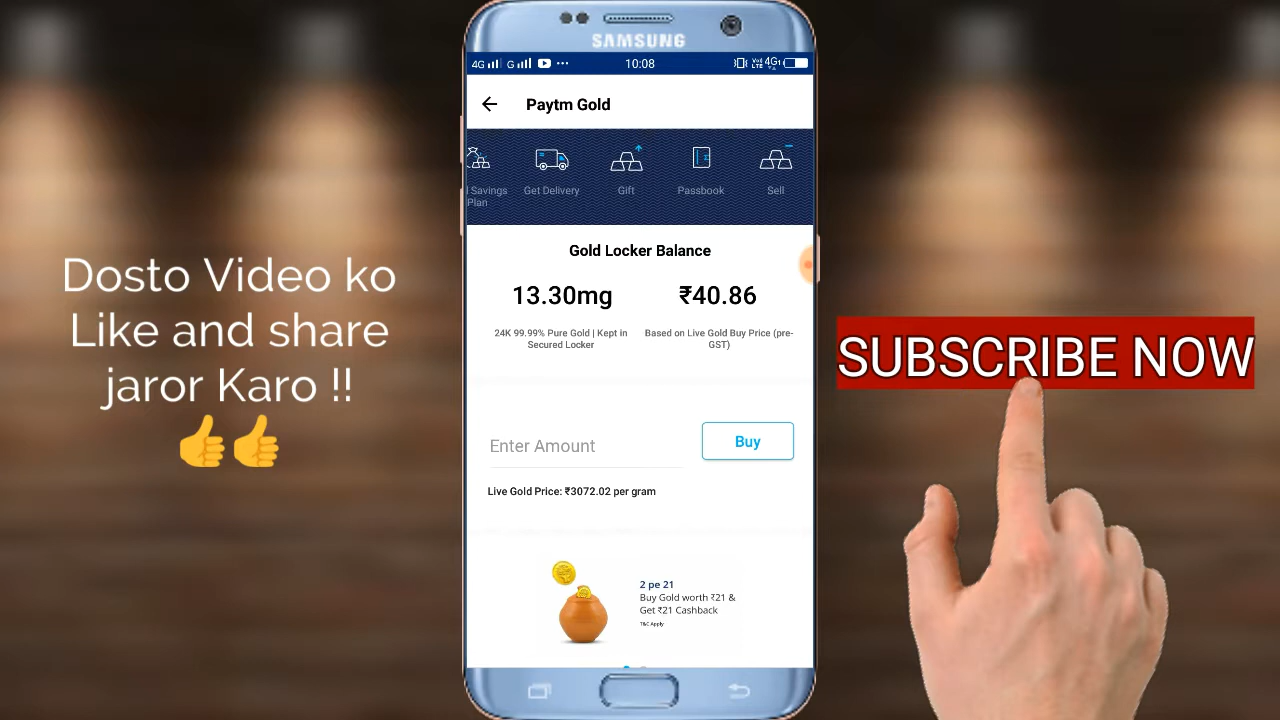 SAMSUNG
4G G 10:08 VoI) LTE 4G
Paytm Gold
l Savings Plan
Get Delivery
Gift
Passbook
Sell
Gold Locker Balance
13.30mg
₹40.86
24K 99.99% Pure Gold | Kept in
Secured Locker
Based on Live Gold Buy Price (pre-
GST)
Enter Amount
Buy
Live Gold Price: ₹3072.02 per gram
2 pe 21
Buy Gold worth ₹21 &
Get ₹21 Cashback
T&C Apply
Dosto Video ko
Like and share
jaror Karo !!
👍👍
SUBSCRIBE NOW